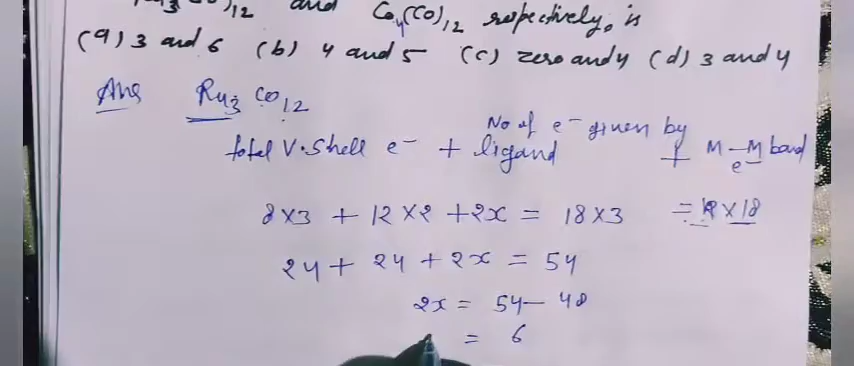 )12 and Co4(CO)12 respectively, is
(a) 3 and 6 (b) 4 and 5 (c) zero and 4 (d) 3 and 4
Ans Ru3 CO12
No of e- given by
total V. Shell e- + ligand + M-M bond
e-
8×3 + 12×2 + 2x = 18×3 = ×18
24 + 24 + 2x = 54
2x = 54 - 48
= 6